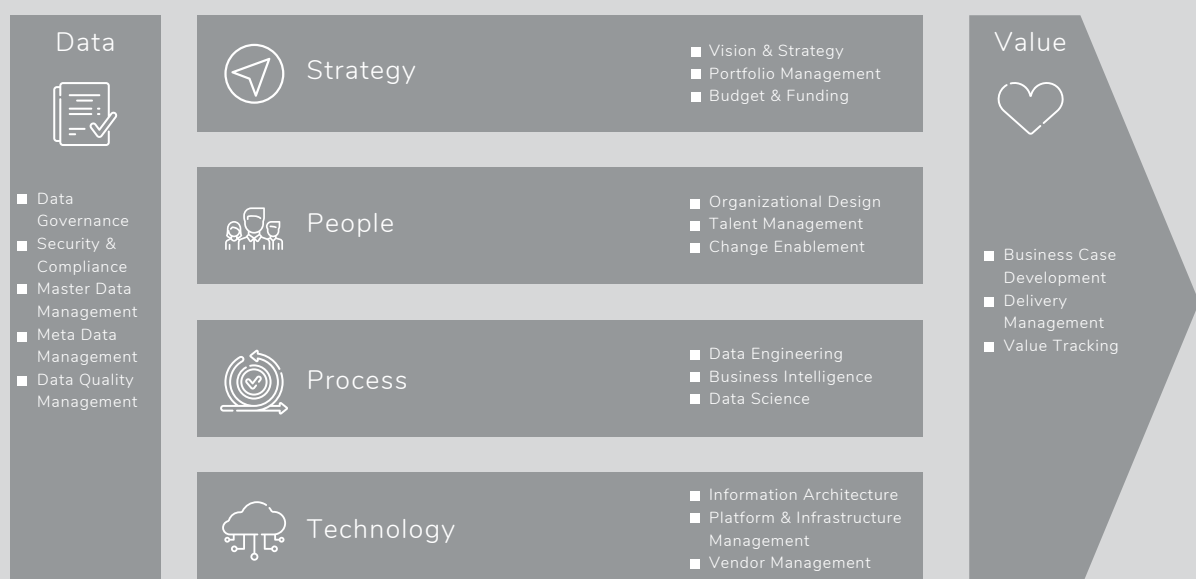 Data
Data
Governance
Security &
Compliance
Master Data
Management
Meta Data
Management
Data Quality
Management
Strategy
Vision & Strategy
Portfolio Management
Budget & Funding
People
Organizational Design
Talent Management
Change Enablement
Process
Data Engineering
Business Intelligence
Data Science
Technology
Information Architecture
Platform & Infrastructure
Management
Vendor Management
Value
Business Case
Development
Delivery
Management
Value Tracking